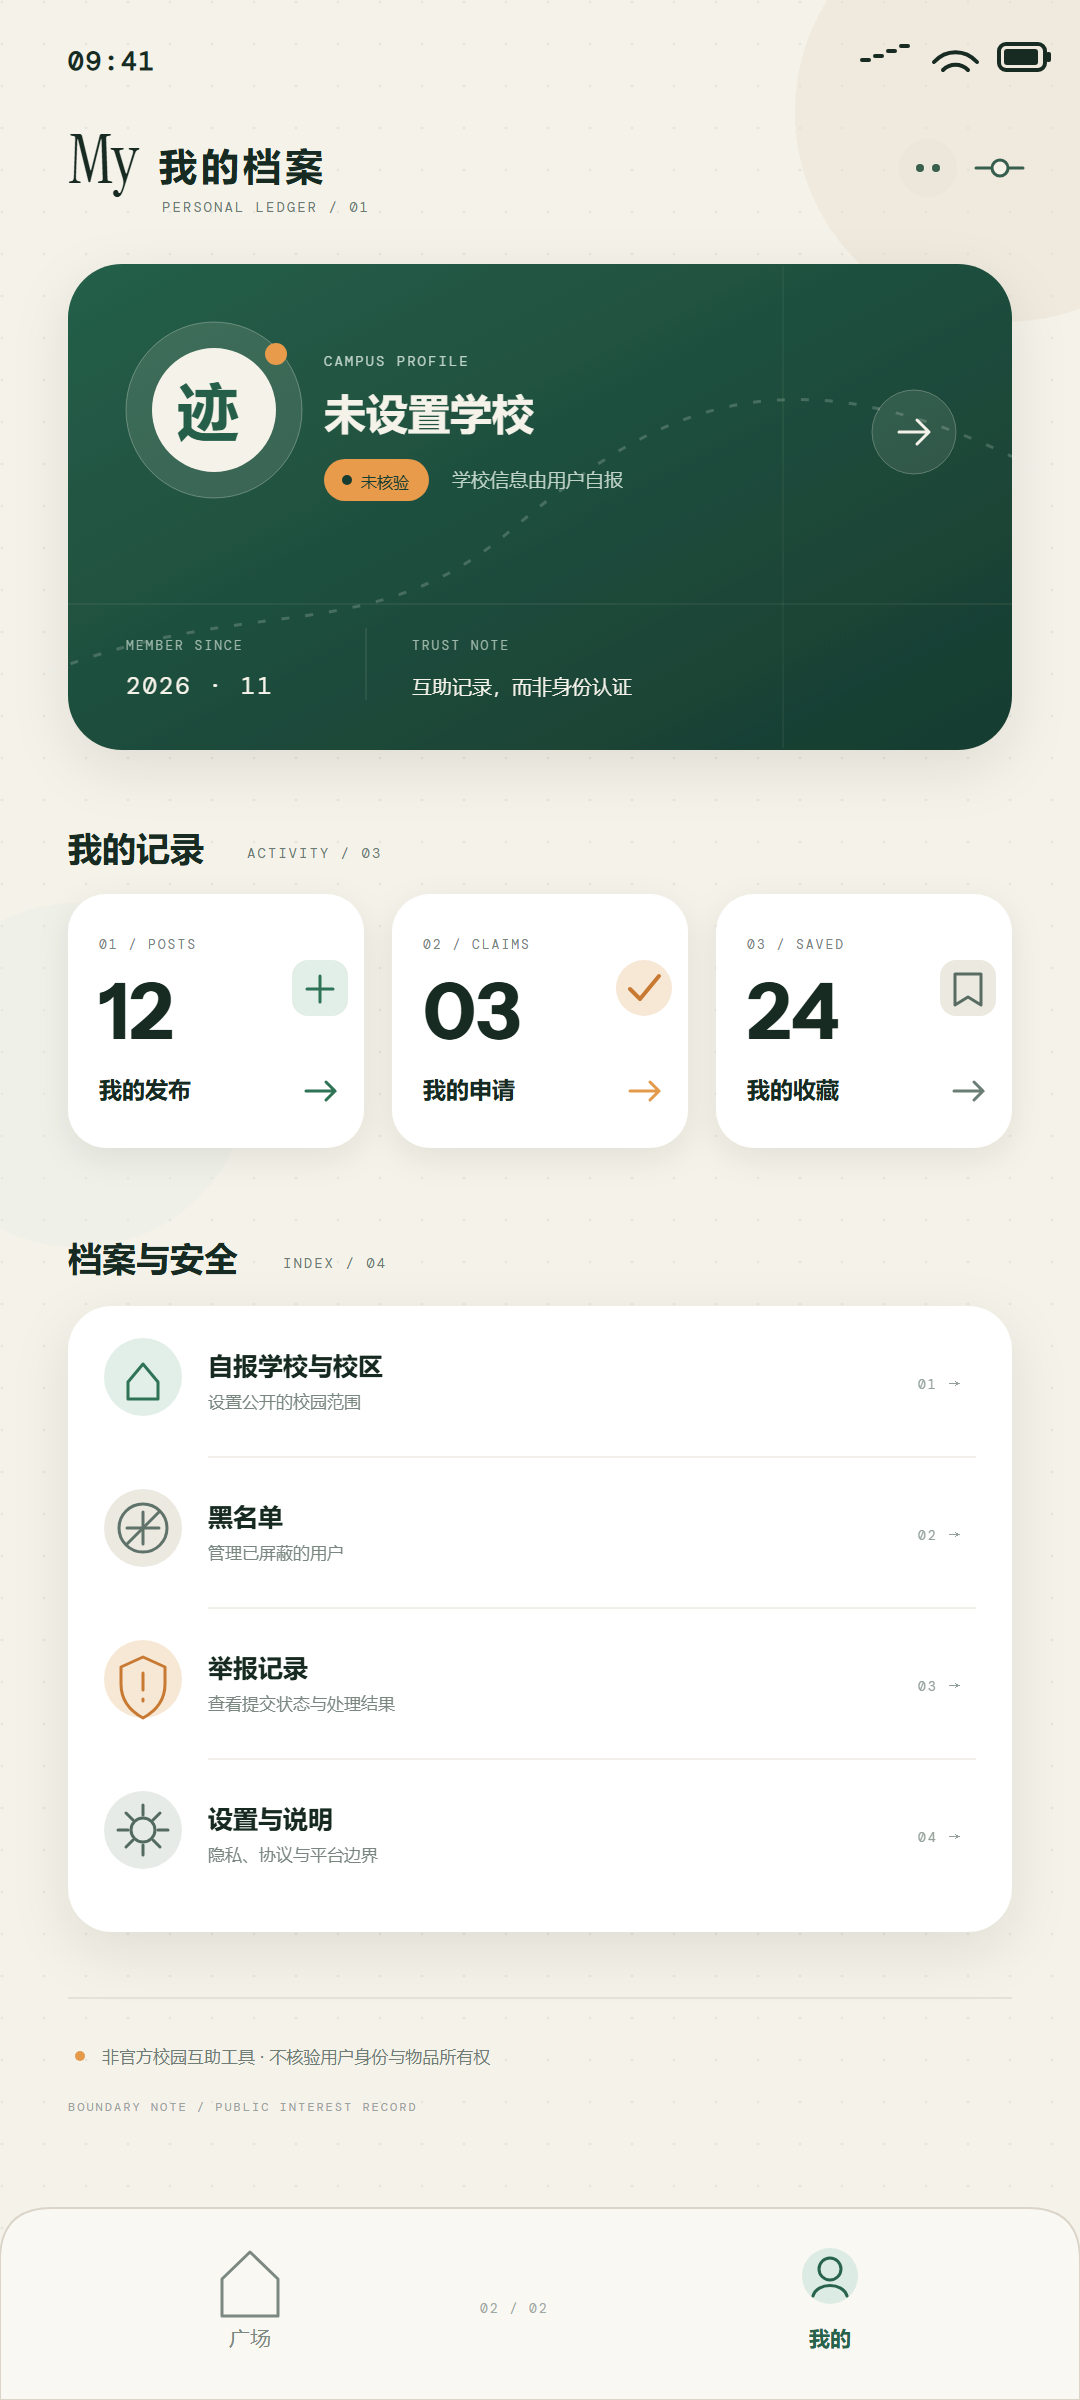 09:41
My 我的档案
PERSONAL LEDGER / 01
迹
CAMPUS PROFILE
未设置学校
未核验 学校信息由用户自报
MEMBER SINCE
2026 · 11
TRUST NOTE
互助记录，而非身份认证
我的记录 ACTIVITY / 03
01 / POSTS
12
我的发布 →
02 / CLAIMS
03
我的申请 →
03 / SAVED
24
我的收藏 →
档案与安全 INDEX / 04
自报学校与校区
设置公开的校园范围
01 →
黑名单
管理已屏蔽的用户
02 →
举报记录
查看提交状态与处理结果
03 →
设置与说明
隐私、协议与平台边界
04 →
非官方校园互助工具 · 不核验用户身份与物品所有权
BOUNDARY NOTE / PUBLIC INTEREST RECORD
广场
02 / 02
我的